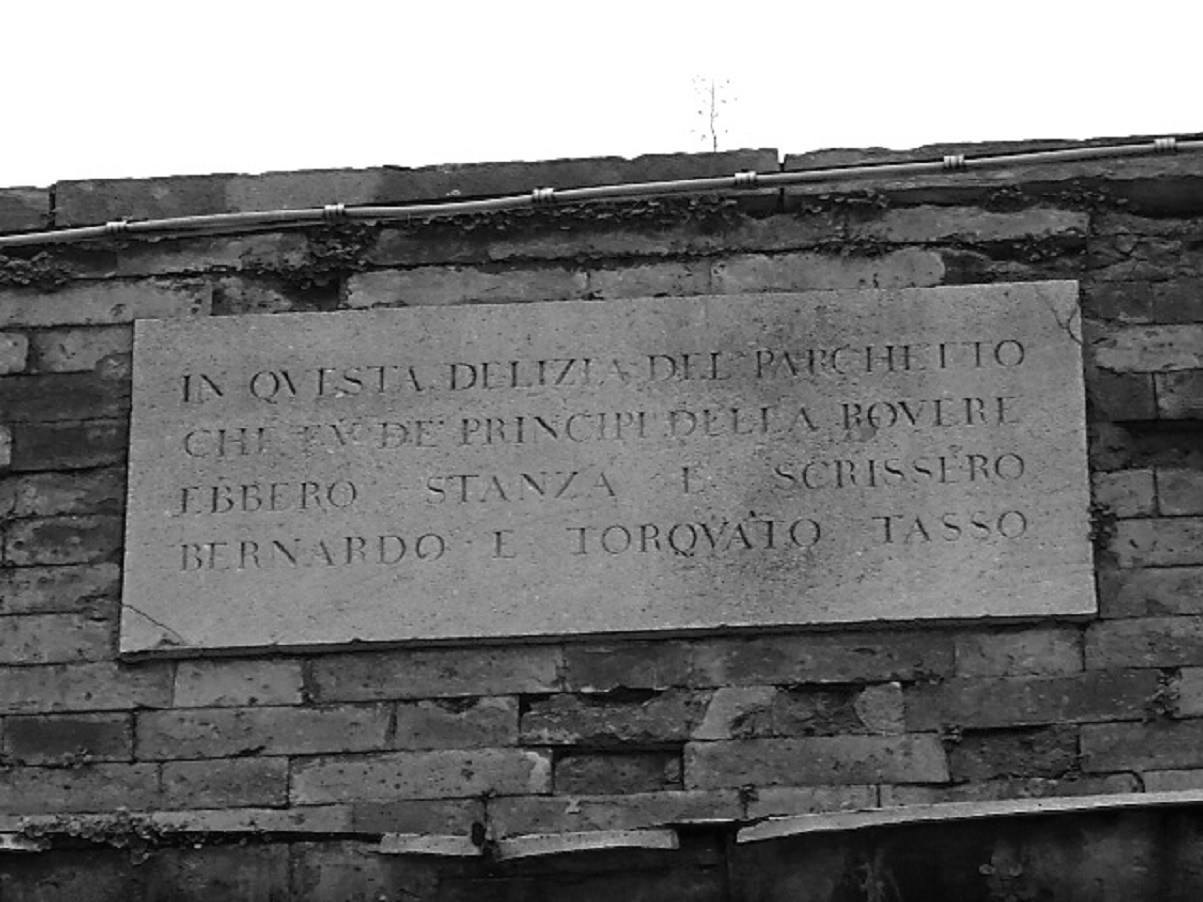 IN QVESTA DELIZIA DEL PARCHETTO
CHE FV DE' PRINCIPI DELLA ROVERE
EBBERO STANZA E SCRISSERO
BERNARDO E TORQVATO TASSO